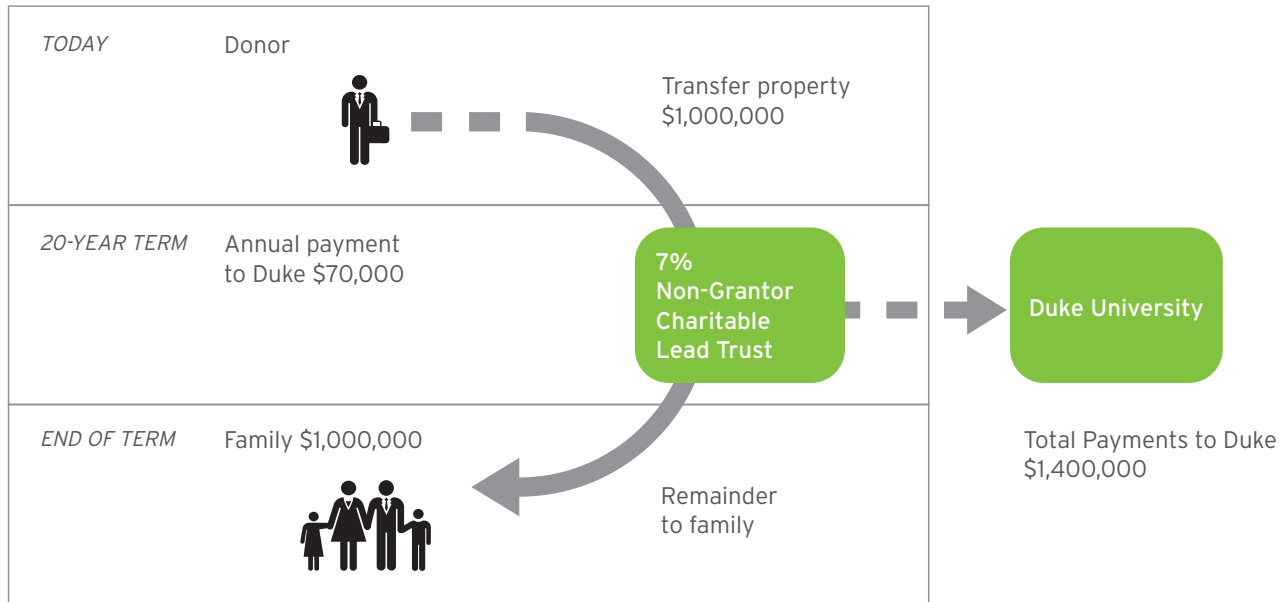 TODAY
Donor
Transfer property
$1,000,000
20-YEAR TERM
Annual payment
to Duke $70,000
7%
Non-Grantor
Charitable
Lead Trust
Duke University
END OF TERM
Family $1,000,000
Remainder
to family
Total Payments to Duke
$1,400,000